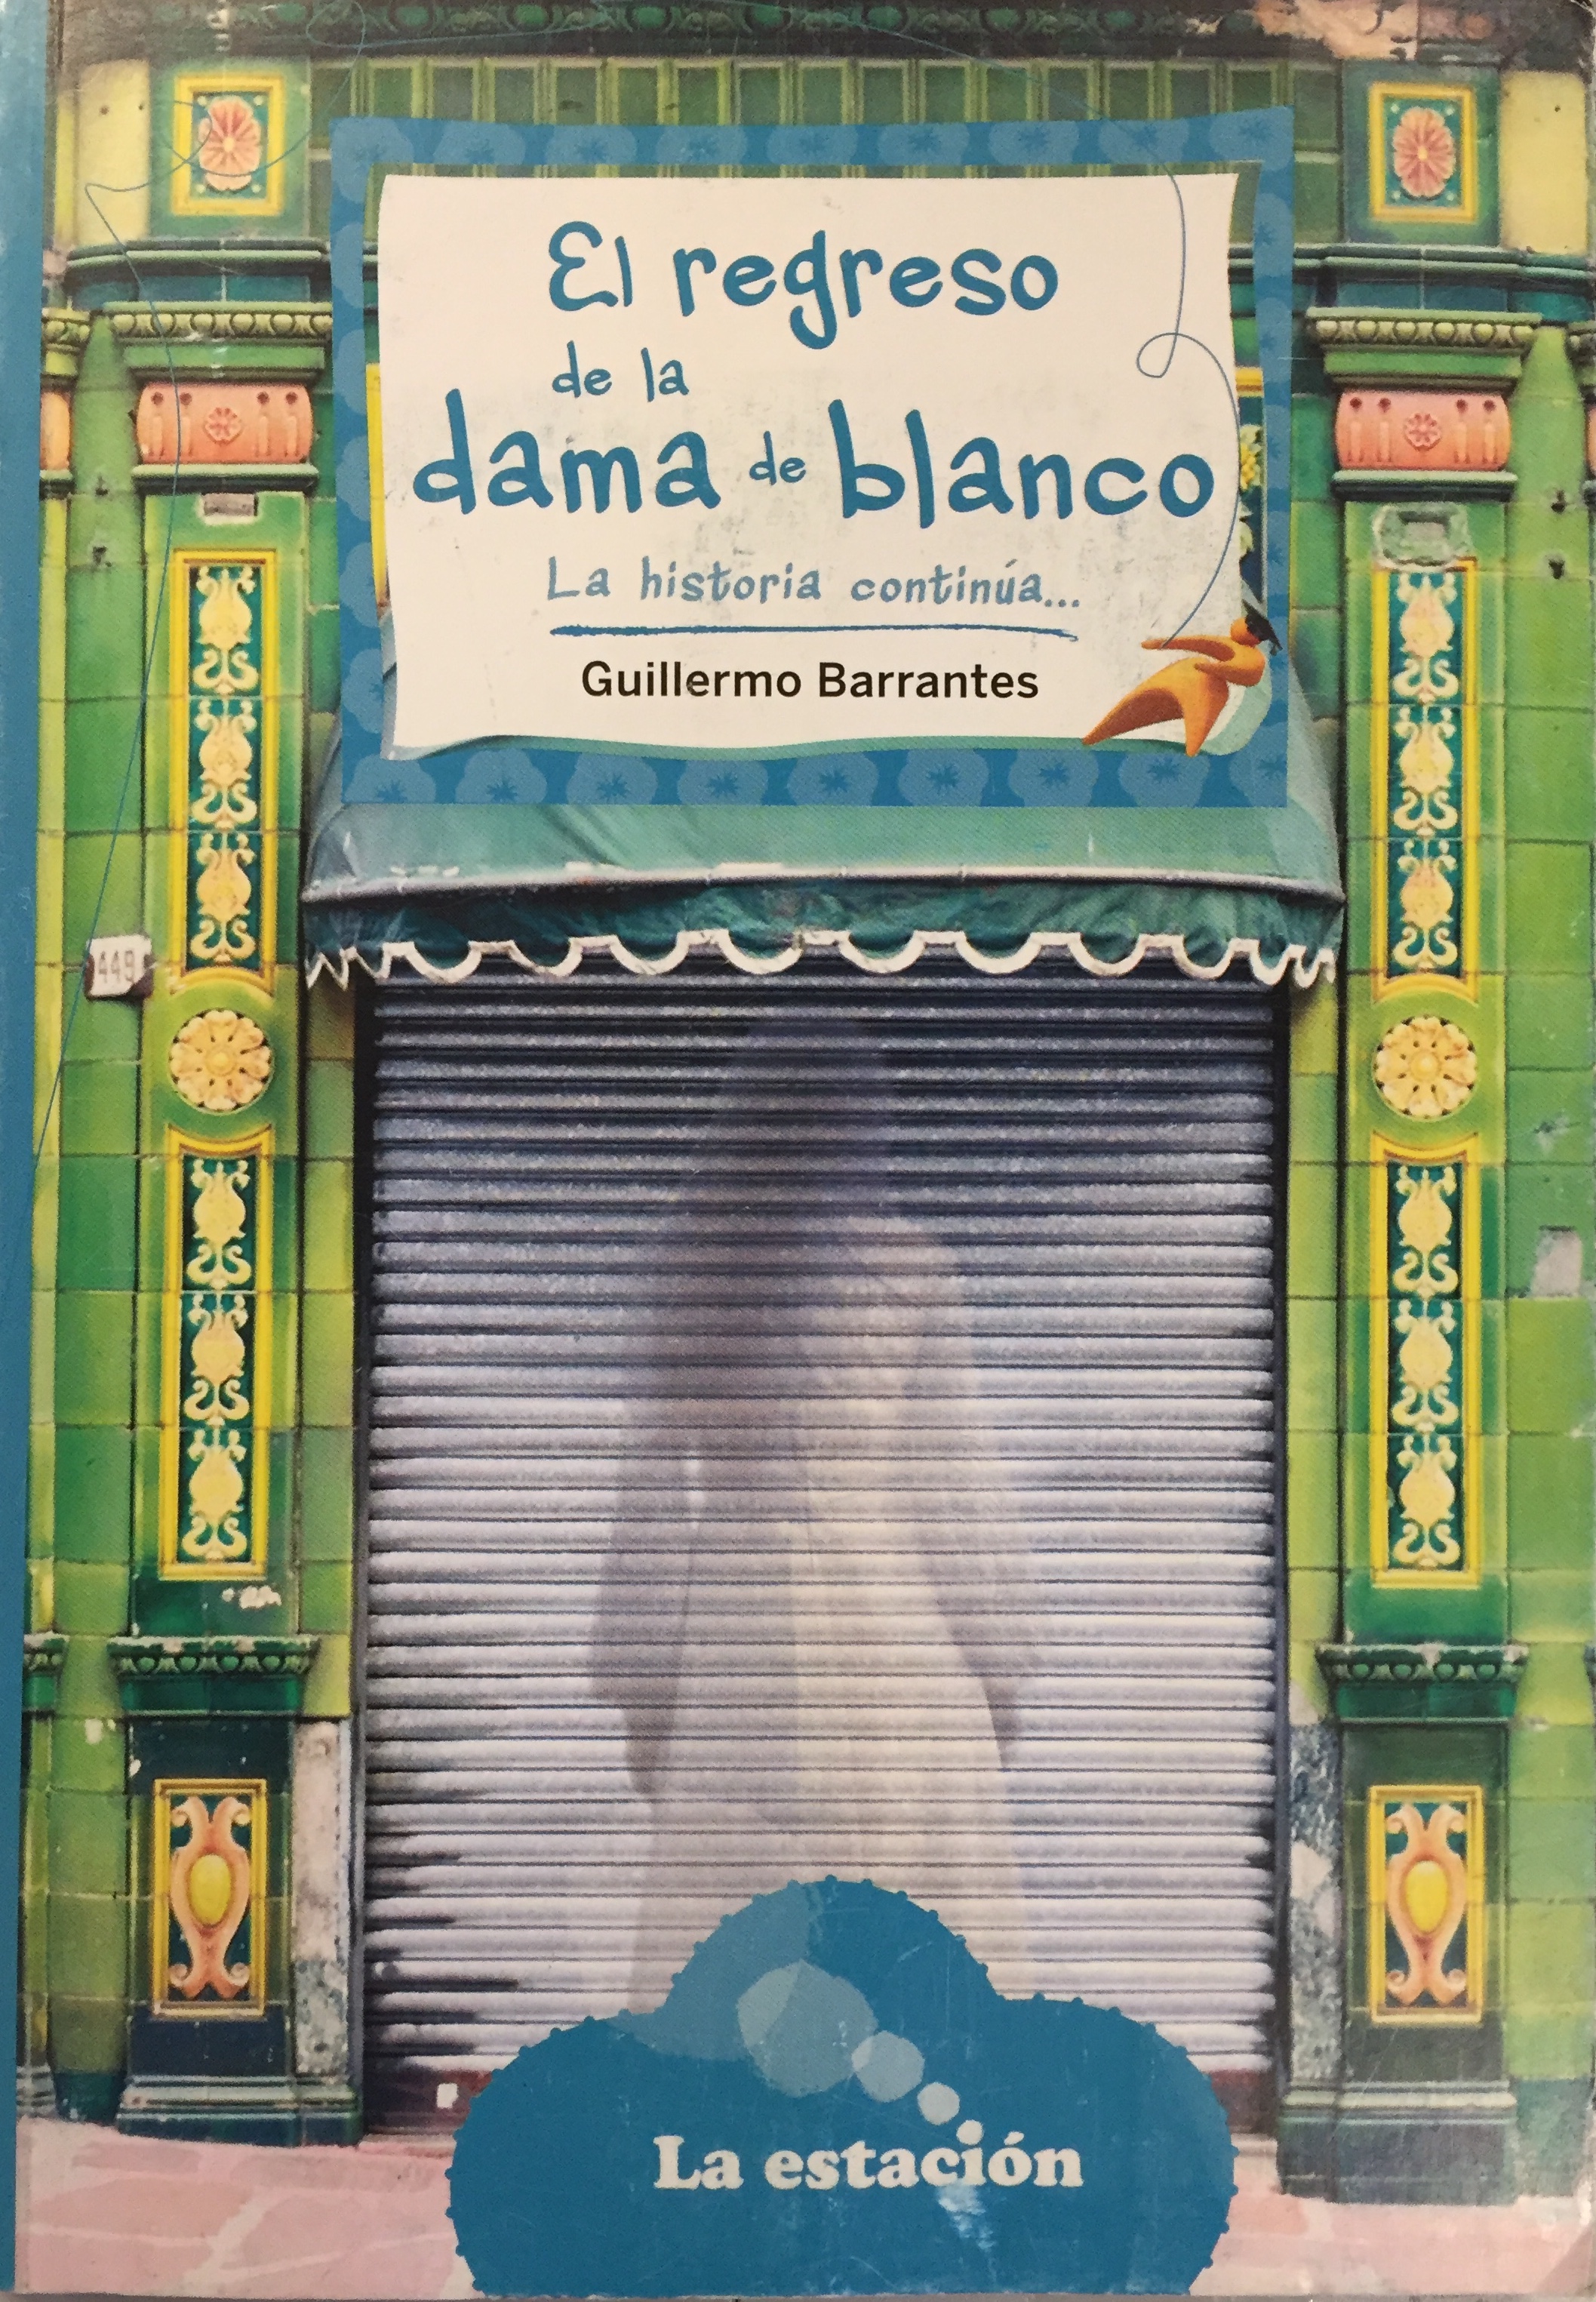 El regreso
de la
dama de blanco
La historia continúa...
Guillermo Barrantes
449
La estación